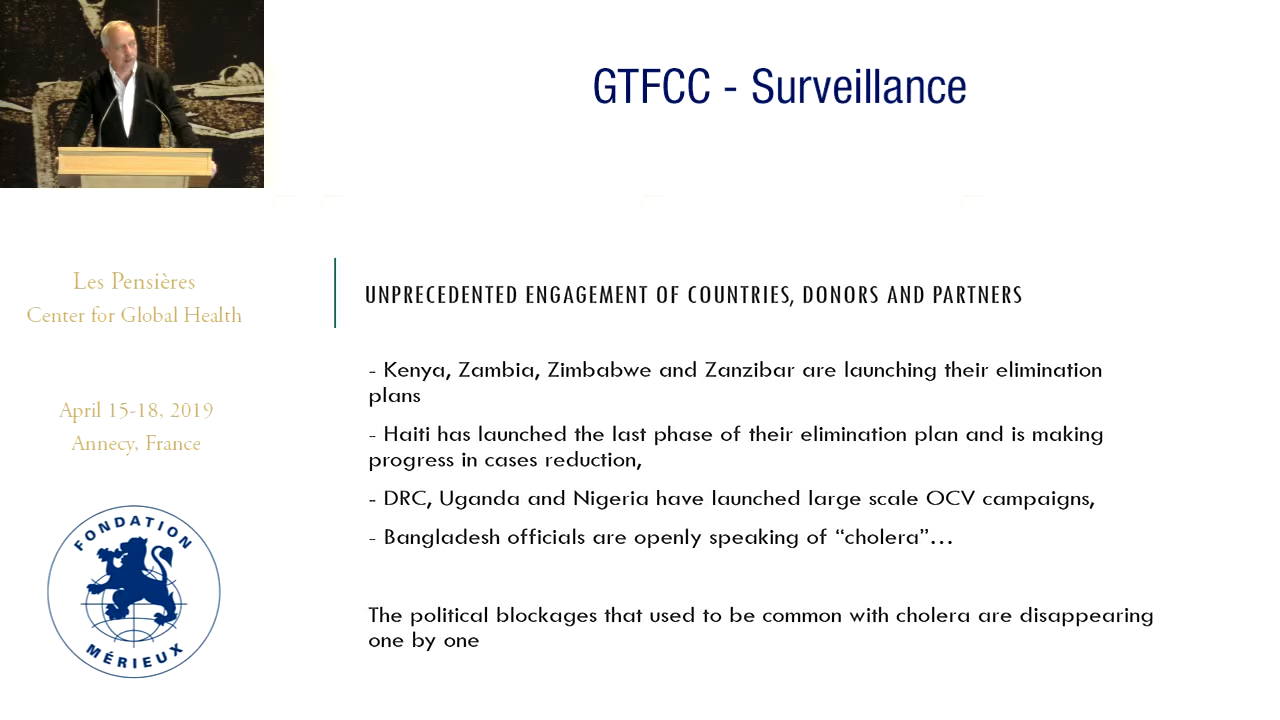 GTFCC - Surveillance
Les Pensières
Center for Global Health
April 15-18, 2019
Annecy, France
FONDATION
MÉRIEUX
UNPRECEDENTED ENGAGEMENT OF COUNTRIES, DONORS AND PARTNERS
- Kenya, Zambia, Zimbabwe and Zanzibar are launching their elimination
plans
- Haiti has launched the last phase of their elimination plan and is making
progress in cases reduction,
- DRC, Uganda and Nigeria have launched large scale OCV campaigns,
- Bangladesh officials are openly speaking of “cholera”…
The political blockages that used to be common with cholera are disappearing
one by one